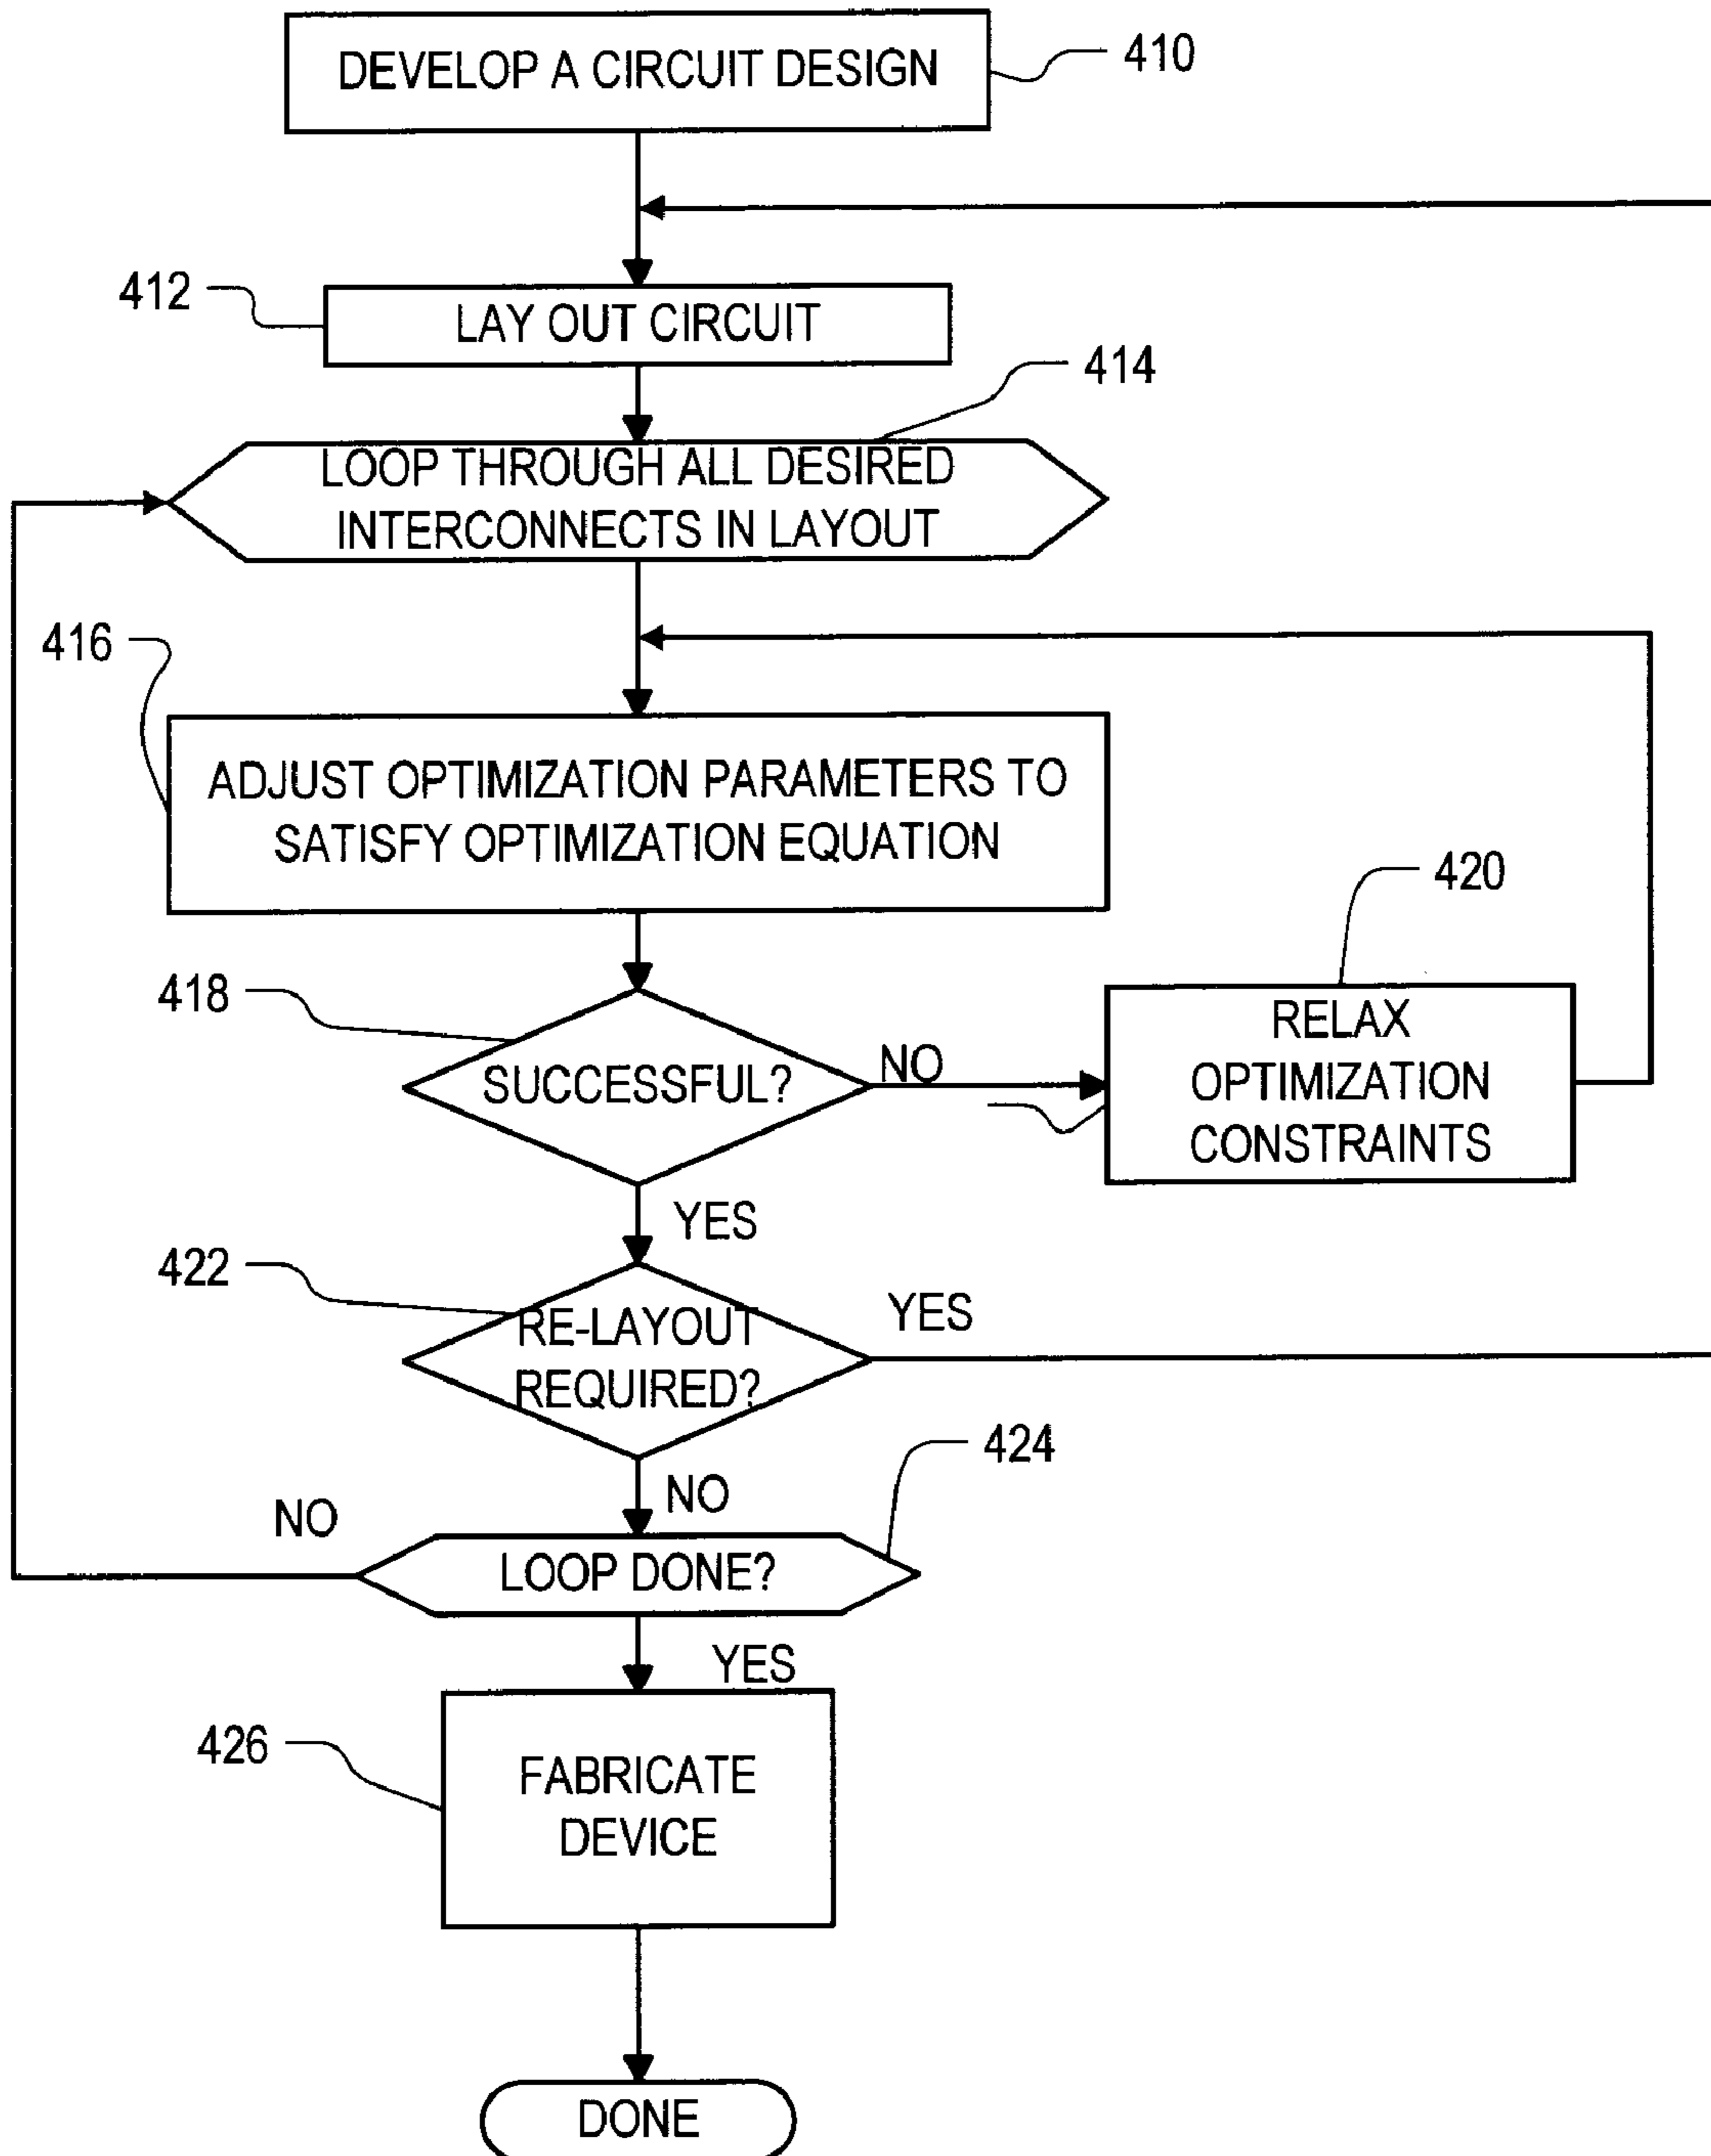 DEVELOP A CIRCUIT DESIGN
410
412
LAY OUT CIRCUIT
414
LOOP THROUGH ALL DESIRED
INTERCONNECTS IN LAYOUT
416
ADJUST OPTIMIZATION PARAMETERS TO
SATISFY OPTIMIZATION EQUATION
420
418
SUCCESSFUL?
NO
RELAX
OPTIMIZATION
CONSTRAINTS
YES
422
RE-LAYOUT
REQUIRED?
YES
424
NO
NO
LOOP DONE?
YES
426
FABRICATE
DEVICE
DONE